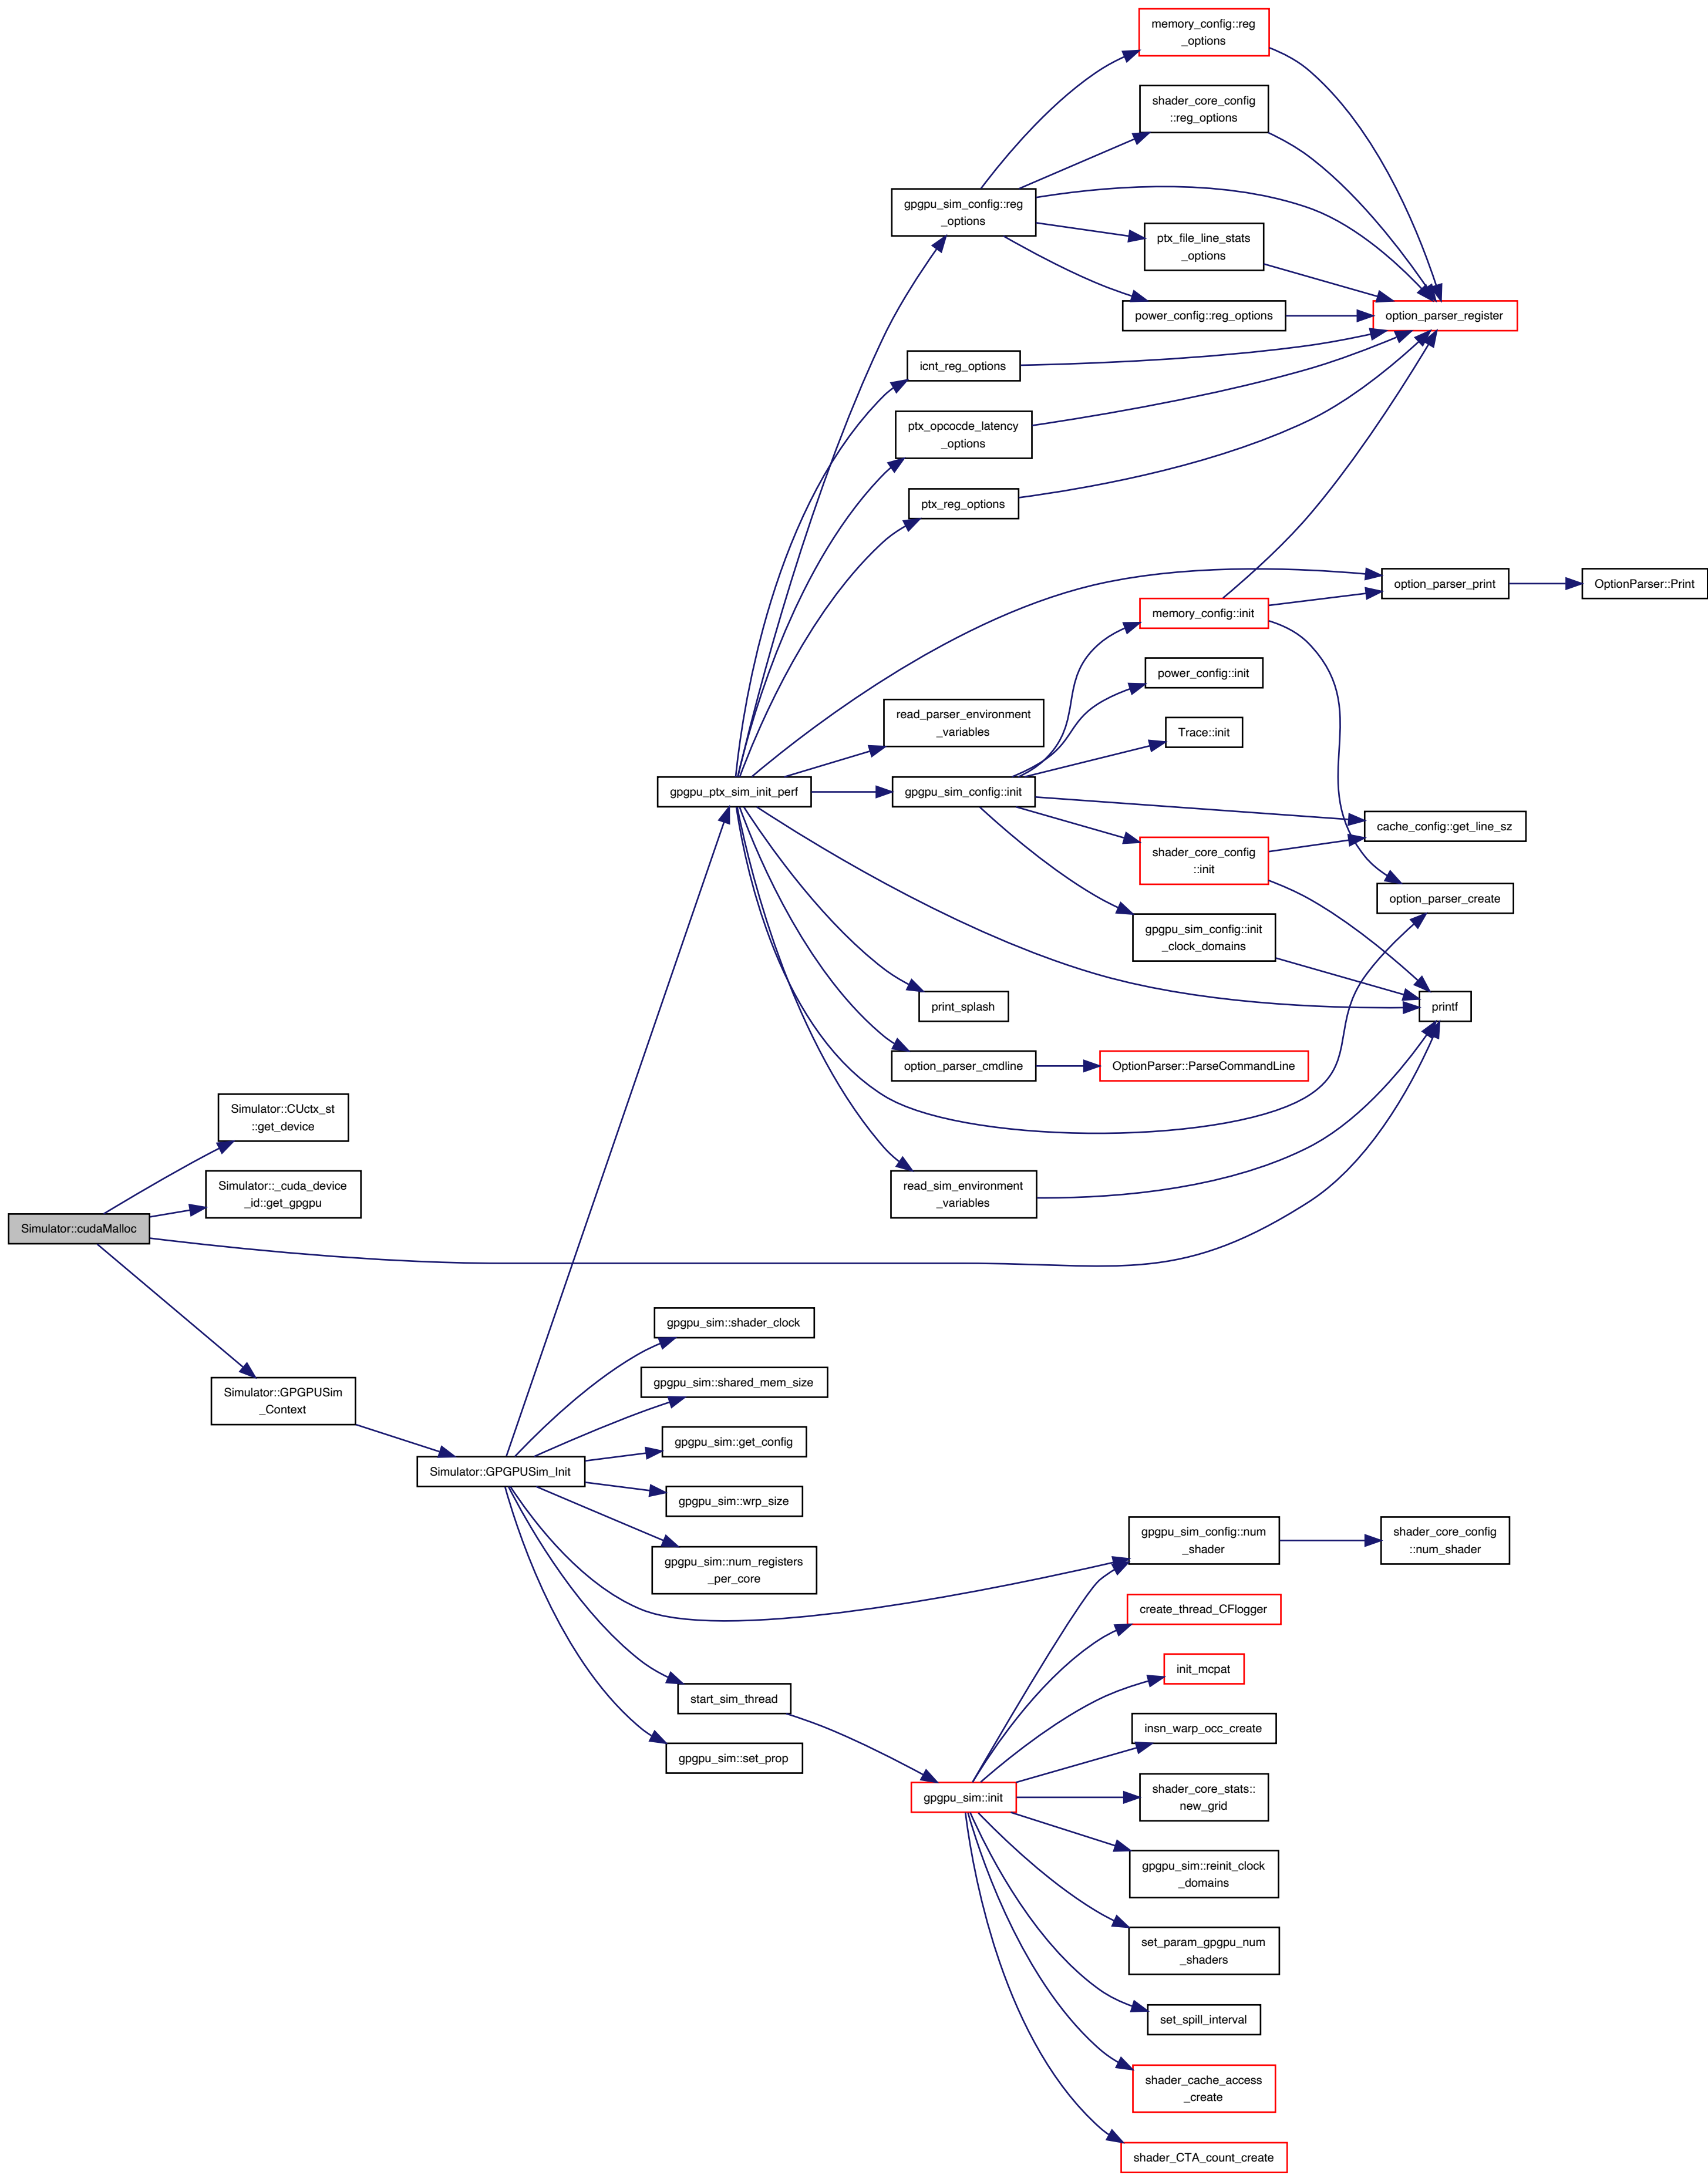 memory_config::reg
_options
shader_core_config
::reg_options
gpgpu_sim_config::reg
_options
ptx_file_line_stats
_options
power_config::reg_options
option_parser_register
icnt_reg_options
ptx_opcocde_latency
_options
ptx_reg_options
option_parser_print
OptionParser::Print
memory_config::init
power_config::init
read_parser_environment
_variables
Trace::init
gpgpu_ptx_sim_init_perf
gpgpu_sim_config::init
cache_config::get_line_sz
shader_core_config
::init
option_parser_create
gpgpu_sim_config::init
_clock_domains
print_splash
printf
option_parser_cmdline
OptionParser::ParseCommandLine
Simulator::CUctx_st
::get_device
Simulator::_cuda_device
_id::get_gpgpu
read_sim_environment
_variables
Simulator::cudaMalloc
gpgpu_sim::shader_clock
gpgpu_sim::shared_mem_size
Simulator::GPGPUSim
_Context
gpgpu_sim::get_config
Simulator::GPGPUSim_Init
gpgpu_sim::wrp_size
gpgpu_sim::num_registers
_per_core
gpgpu_sim_config::num
_shader
shader_core_config
::num_shader
create_thread_CFlogger
init_mcpat
start_sim_thread
insn_warp_occ_create
gpgpu_sim::set_prop
gpgpu_sim::init
shader_core_stats::
new_grid
gpgpu_sim::reinit_clock
_domains
set_param_gpgpu_num
_shaders
set_spill_interval
shader_cache_access
_create
shader_CTA_count_create